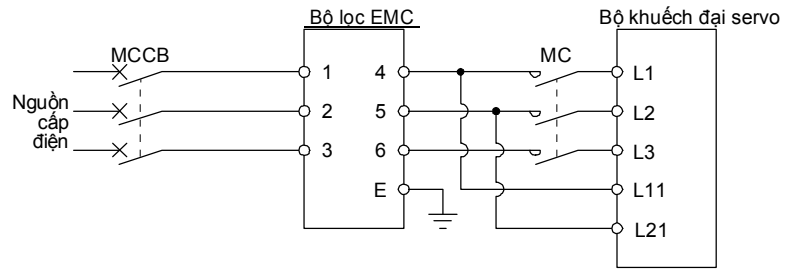 Bộ lọc EMC
Bộ khuếch đại servo
MCCB
MC
Nguồn
cấp
điện
1
4
L1
2
5
L2
3
6
L3
E
L11
L21